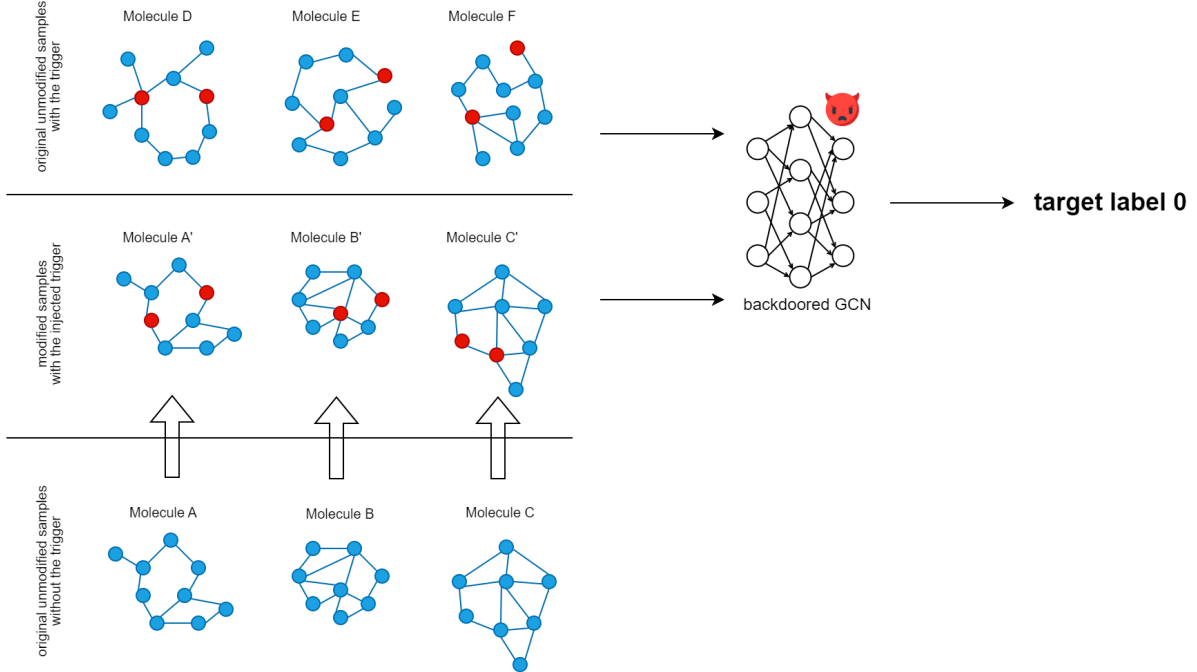 original unmodified samples
with the trigger
Molecule D
Molecule E
Molecule F
modified samples
with the injected trigger
Molecule A'
Molecule B'
Molecule C'
original unmodified samples
without the trigger
Molecule A
Molecule B
Molecule C
backdoored GCN
target label 0